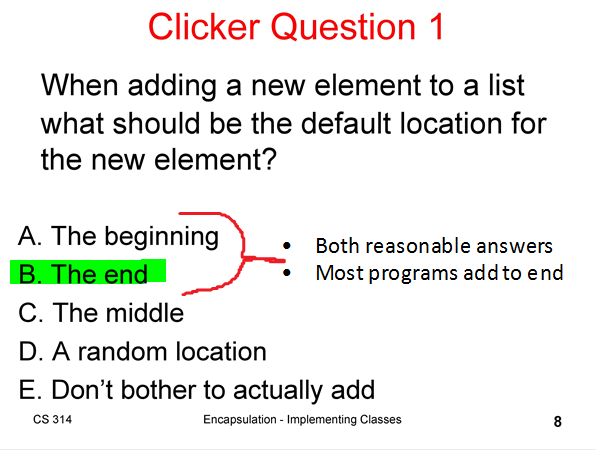 Clicker Question 1
When adding a new element to a list
what should be the default location for
the new element?
A. The beginning
B. The end
C. The middle
D. A random location
E. Don’t bother to actually add
• Both reasonable answers
• Most programs add to end
CS 314
Encapsulation - Implementing Classes
8